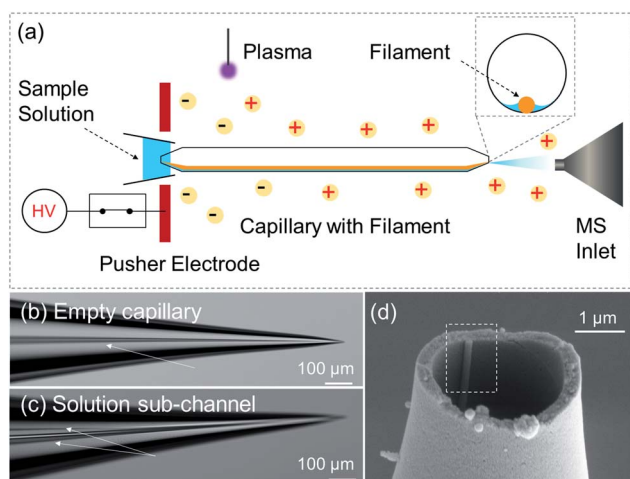 (a)
Plasma
Filament
Sample
Solution
HV
Capillary with Filament
Pusher Electrode
MS
Inlet
(b) Empty capillary
100 µm
(c) Solution sub-channel
100 µm
(d)
1 µm